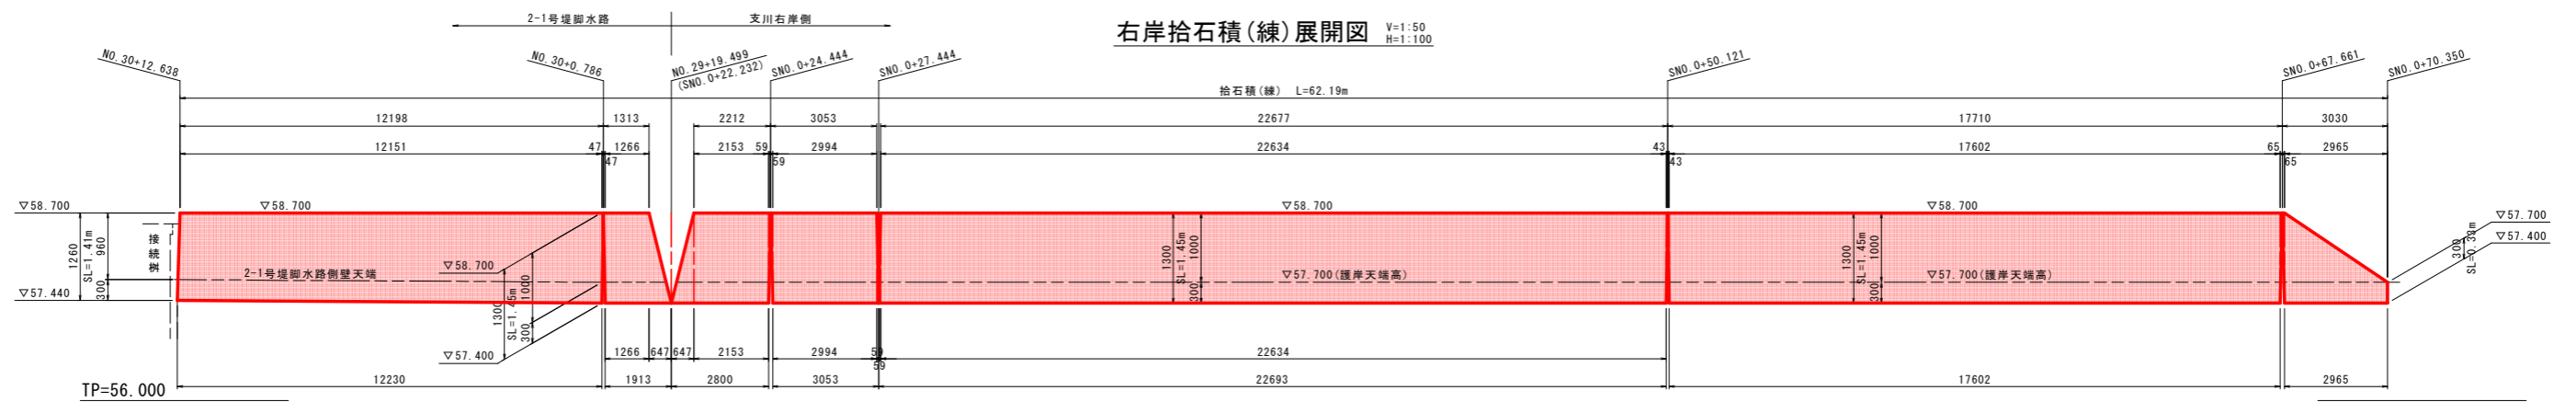 2-1号堤脚水路
支川右岸側
右岸拾石積(練)展開図
V=1:50
H=1:100
NO.30+12.638
NO.30+0.786
NO.29+19.499
(SNO.0+22.232)
SNO.0+24.444
SNO.0+27.444
SNO.0+50.121
SNO.0+67.661
SNO.0+70.350
拾石積(練) L=62.19m
12198
1313
2212
3053
22677
17710
3030
12151
47
47
1266
2153
59
59
2994
22634
43
43
17602
65
65
2965
▽58.700
▽58.700
▽58.700
▽58.700
▽57.700
▽57.400
1260
SL=1.41m
960
300
接続桝
2-1号堤脚水路側壁天端
▽58.700
1300
SL=1.45m
1000
300
▽57.400
1300
SL=1.45m
1000
300
▽57.700(護岸天端高)
1300
SL=1.45m
1000
300
▽57.700(護岸天端高)
300
SL=0.33m
▽57.440
1266
647
647
2153
2994
59
59
22634
12230
1913
2800
3053
22693
17602
2965
TP=56.000